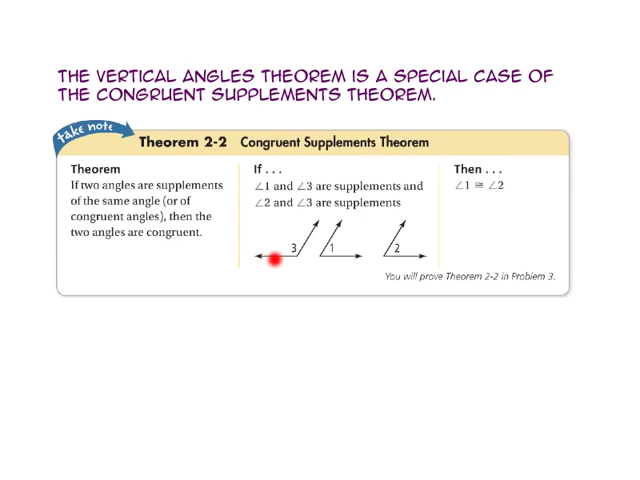 THE VERTICAL ANGLES THEOREM IS A SPECIAL CASE OF
THE CONGRUENT SUPPLEMENTS THEOREM.
take note
Theorem 2-2 Congruent Supplements Theorem
Theorem
If two angles are supplements
of the same angle (or of
congruent angles), then the
two angles are congruent.
If . . .
∠1 and ∠3 are supplements and
∠2 and ∠3 are supplements
3 1 2
Then . . .
∠1 ≅ ∠2
You will prove Theorem 2-2 in Problem 3.